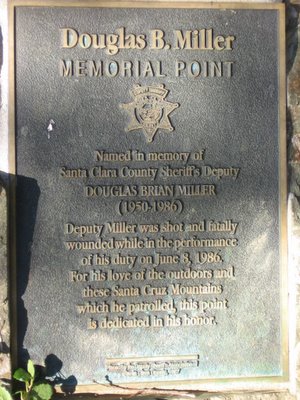 Douglas B. Miller
MEMORIAL POINT
Named in memory of
Santa Clara County Sheriff's Deputy
DOUGLAS BRIAN MILLER
(1950-1986)
Deputy Miller was shot and fatally
wounded while in the performance
of his duty on June 8, 1986.
For his love of the outdoors and
these Santa Cruz Mountains
which he patrolled, this point
is dedicated in his honor.